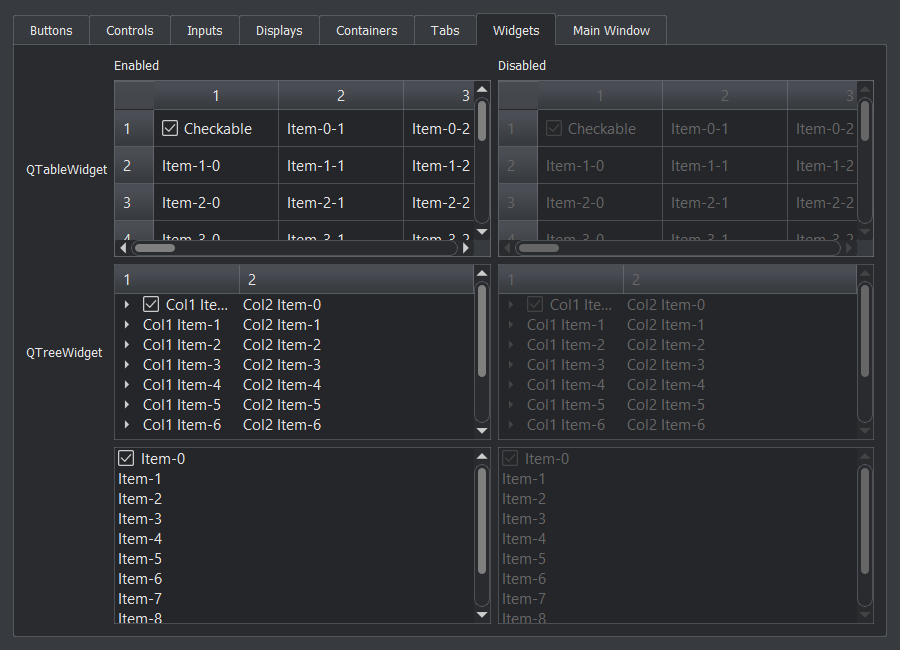 Buttons Controls Inputs Displays Containers Tabs Widgets Main Window
Enabled Disabled
1 2 3 1 2 3
1 Checkable Item-0-1 Item-0-2 1 Checkable Item-0-1 Item-0-2
QTableWidget 2 Item-1-0 Item-1-1 Item-1-2 2 Item-1-0 Item-1-1 Item-1-2
3 Item-2-0 Item-2-1 Item-2-2 3 Item-2-0 Item-2-1 Item-2-2
4 Item-3-0 Item-3-1 Item-3-2 4 Item-3-0 Item-3-1 Item-3-2
1 2 1 2
Col1 Ite... Col2 Item-0 Col1 Ite... Col2 Item-0
Col1 Item-1 Col2 Item-1 Col1 Item-1 Col2 Item-1
Col1 Item-2 Col2 Item-2 Col1 Item-2 Col2 Item-2
QTreeWidget
Col1 Item-3 Col2 Item-3 Col1 Item-3 Col2 Item-3
Col1 Item-4 Col2 Item-4 Col1 Item-4 Col2 Item-4
Col1 Item-5 Col2 Item-5 Col1 Item-5 Col2 Item-5
Col1 Item-6 Col2 Item-6 Col1 Item-6 Col2 Item-6
Item-0 Item-0
Item-1 Item-1
Item-2 Item-2
Item-3 Item-3
Item-4 Item-4
Item-5 Item-5
Item-6 Item-6
Item-7 Item-7
Item-8 Item-8